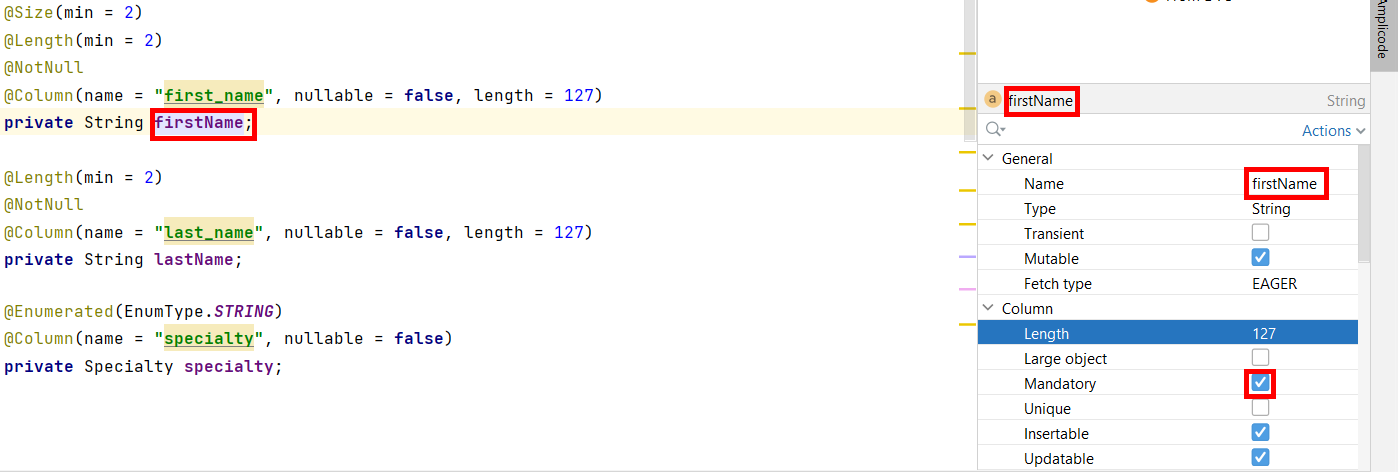 @Size(min = 2)
@Length(min = 2)
@NotNull
@Column(name = "first_name", nullable = false, length = 127)
private String firstName;
@Length(min = 2)
@NotNull
@Column(name = "last_name", nullable = false, length = 127)
private String lastName;
@Enumerated(EnumType.STRING)
@Column(name = "specialty", nullable = false)
private Specialty specialty;
a firstName String
Actions
General
Name firstName
Type String
Transient
Mutable
Fetch type EAGER
Column
Length 127
Large object
Mandatory
Unique
Insertable
Updatable
Amplicode